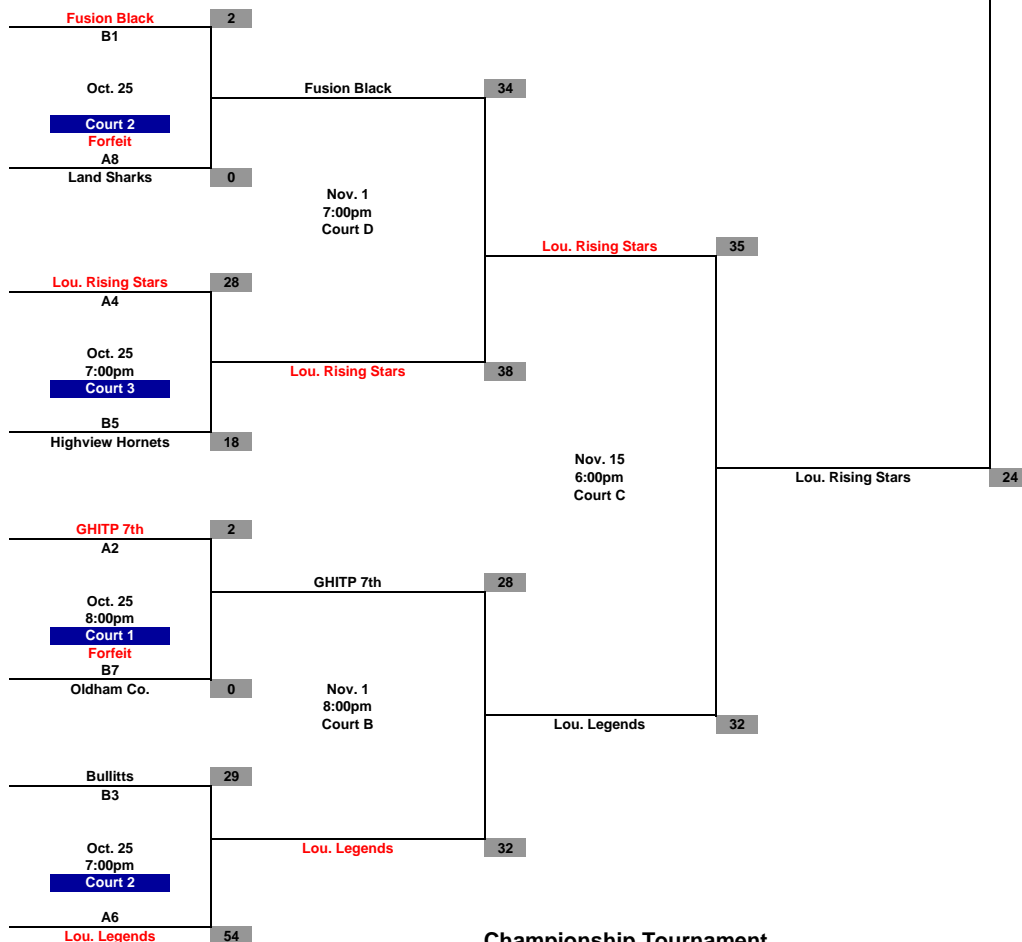 Fusion Black 2
B1
Oct. 25
Fusion Black 34
Court 2
Forfeit
A8
Land Sharks 0
Nov. 1
7:00pm
Court D
Lou. Rising Stars 35
Lou. Rising Stars 28
A4
Oct. 25
7:00pm
Court 3
Lou. Rising Stars 38
B5
Highview Hornets 18
Nov. 15
6:00pm
Court C
Lou. Rising Stars 24
GHITP 7th 2
A2
GHITP 7th 28
Oct. 25
8:00pm
Court 1
Forfeit
B7
Oldham Co. 0
Nov. 1
8:00pm
Court B
Lou. Legends 32
Bullitts 29
B3
Oct. 25
7:00pm
Court 2
Lou. Legends 32
A6
Lou. Legends 54
Championship Tournament